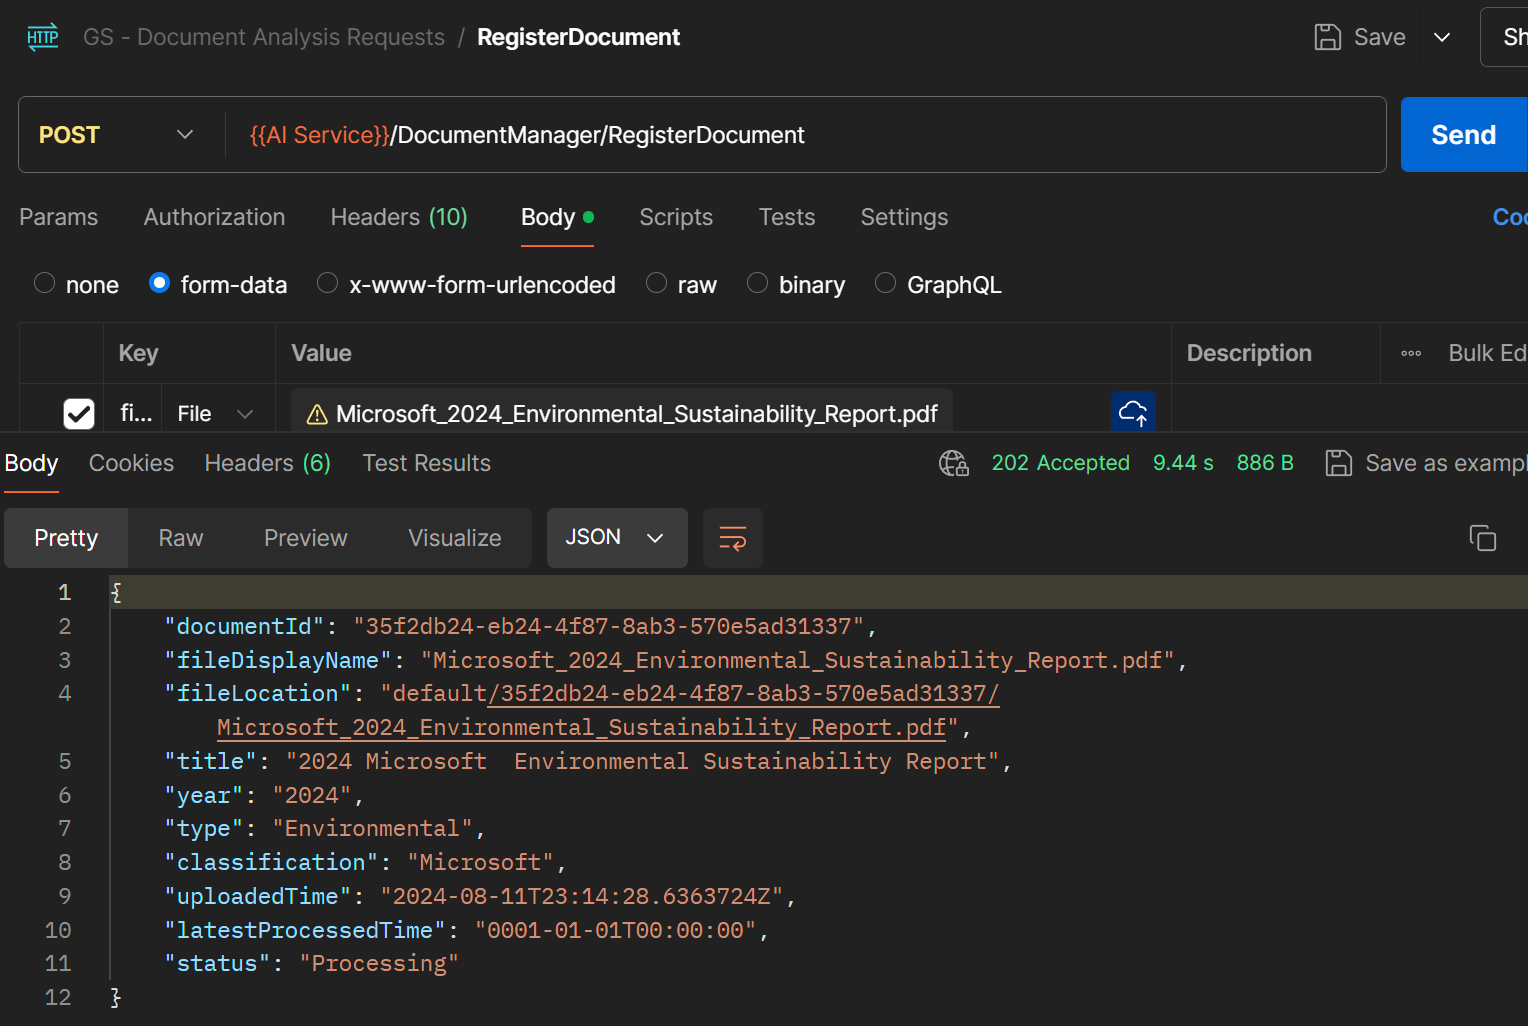 HTTP GS - Document Analysis Requests / RegisterDocument Save Sh
POST {{AI Service}}/DocumentManager/RegisterDocument Send
Params Authorization Headers (10) Body Scripts Tests Settings Coo
none form-data x-www-form-urlencoded raw binary GraphQL
Key Value Description Bulk Ed
fi... File Microsoft_2024_Environmental_Sustainability_Report.pdf
Body Cookies Headers (6) Test Results 202 Accepted 9.44 s 886 B Save as exampl
Pretty Raw Preview Visualize JSON
1 {
2 "documentId": "35f2db24-eb24-4f87-8ab3-570e5ad31337",
3 "fileDisplayName": "Microsoft_2024_Environmental_Sustainability_Report.pdf",
4 "fileLocation": "default/35f2db24-eb24-4f87-8ab3-570e5ad31337/
Microsoft_2024_Environmental_Sustainability_Report.pdf",
5 "title": "2024 Microsoft  Environmental Sustainability Report",
6 "year": "2024",
7 "type": "Environmental",
8 "classification": "Microsoft",
9 "uploadedTime": "2024-08-11T23:14:28.6363724Z",
10 "latestProcessedTime": "0001-01-01T00:00:00",
11 "status": "Processing"
12 }